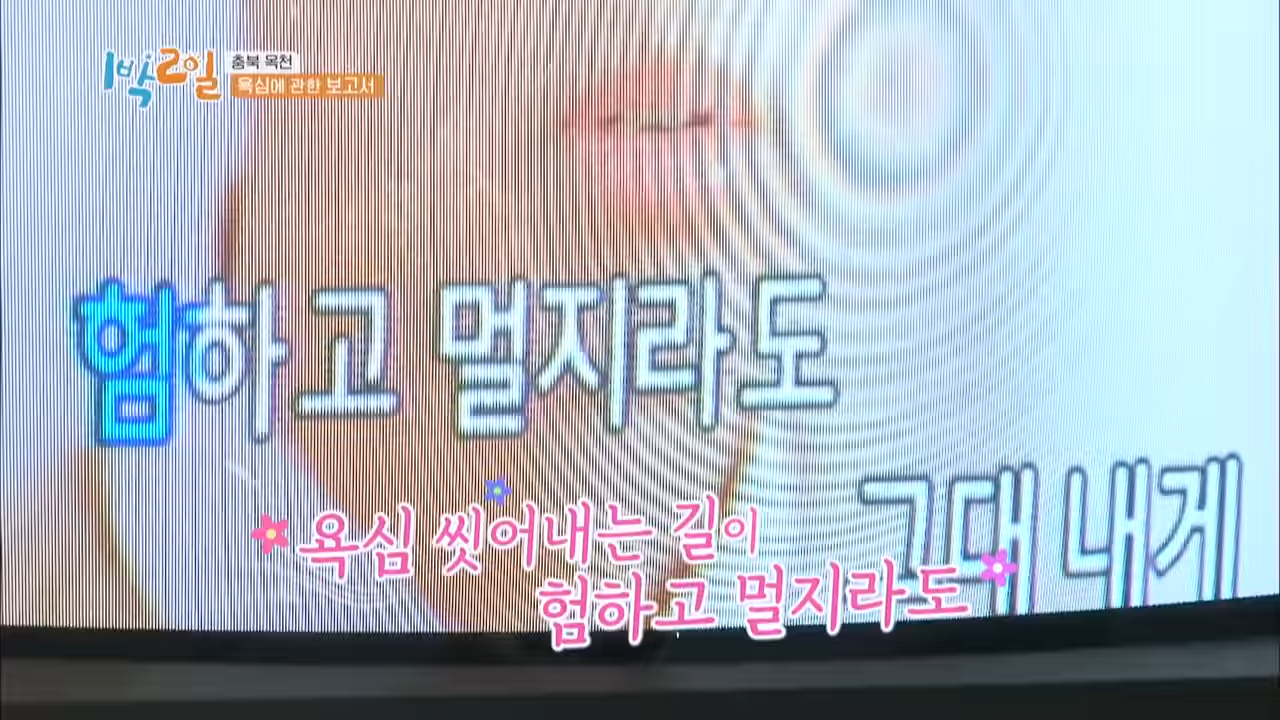 1박2일
충북 옥천
욕심에 관한 보고서
험하고 멀지라도
그대 내게
욕심 씻어내는 길이
험하고 멀지라도